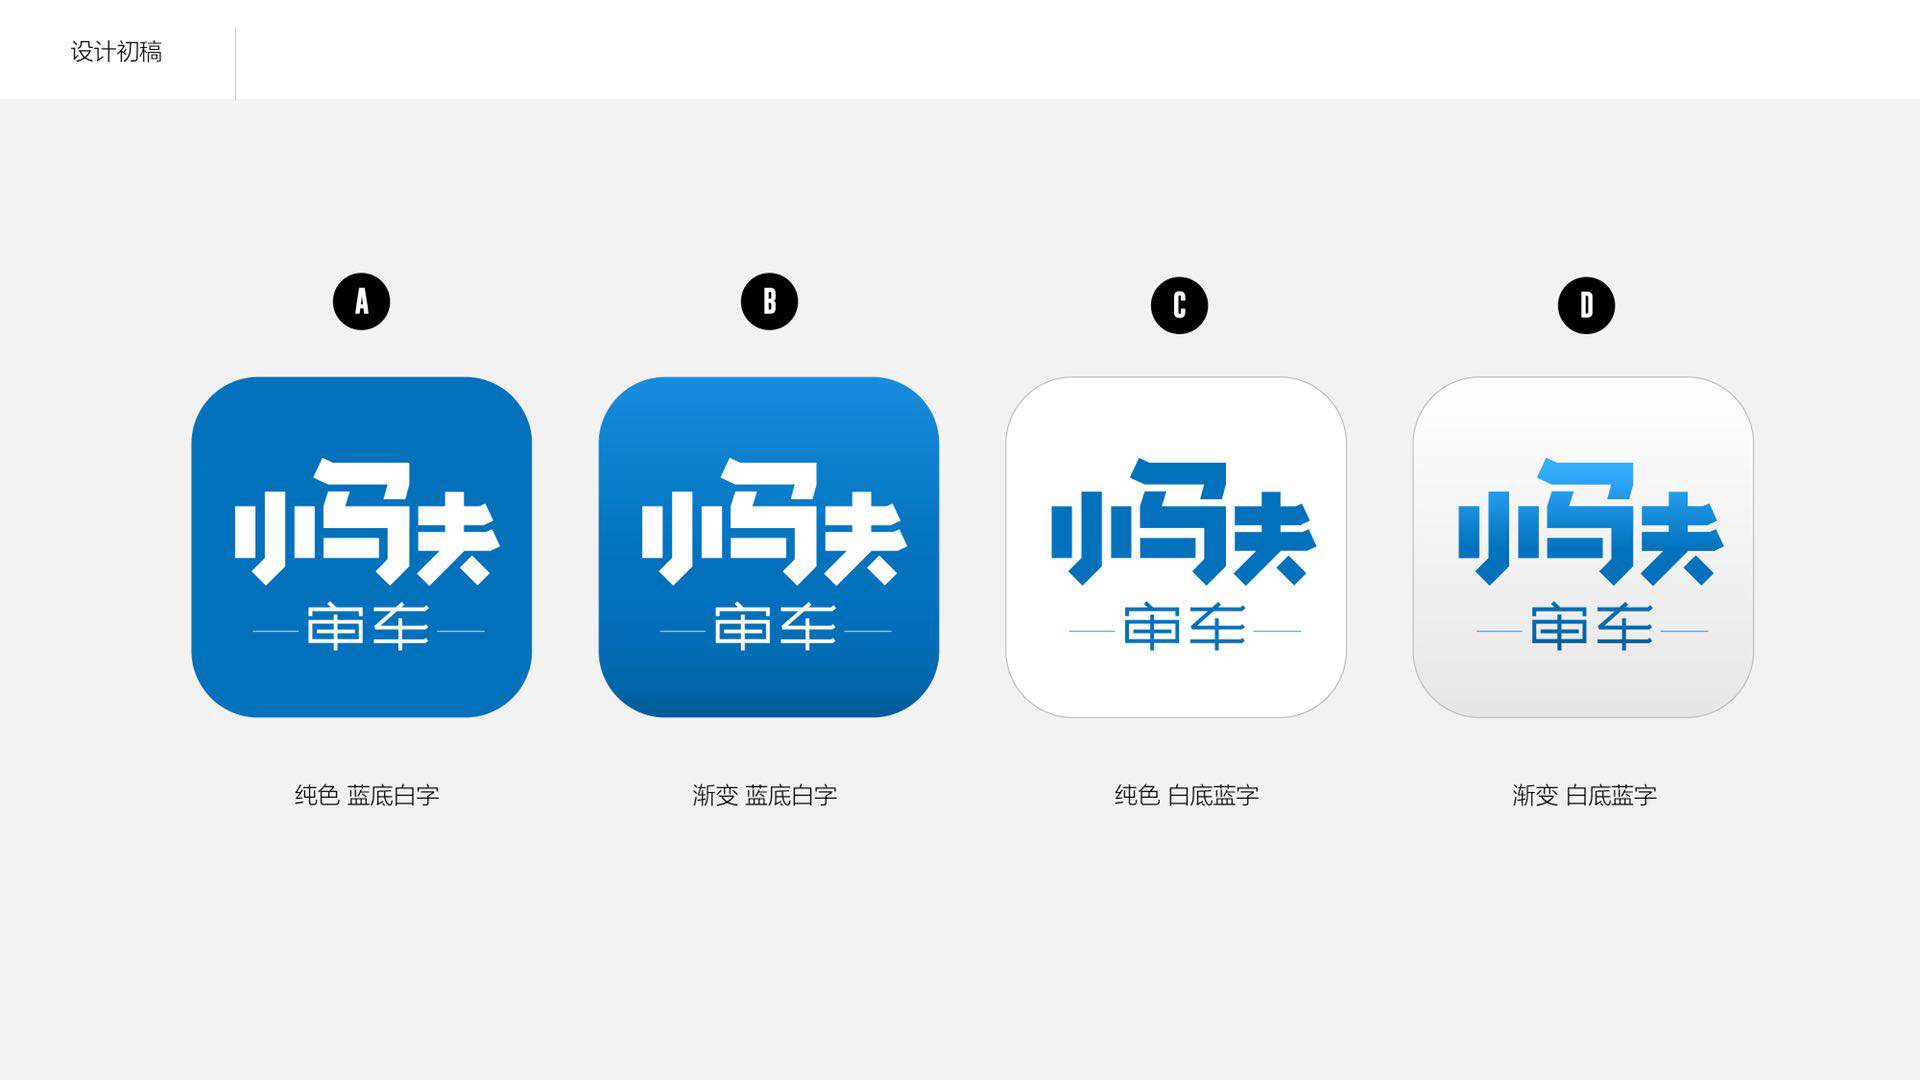 设计初稿
A
B
C
D
小马夫
审车
小马夫
审车
小马夫
审车
小马夫
审车
纯色 蓝底白字
渐变 蓝底白字
纯色 白底蓝字
渐变 白底蓝字